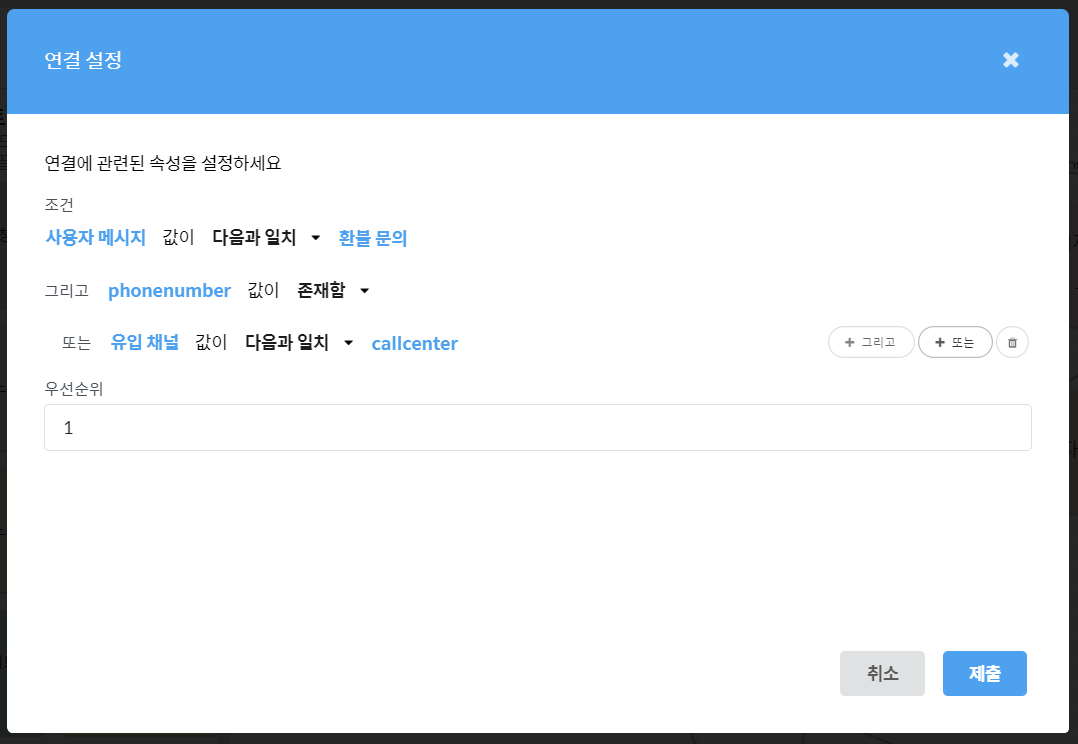 연결 설정
연결에 관련된 속성을 설정하세요
조건
사용자 메시지 값이 다음과 일치 환불 문의
그리고 phonenumber 값이 존재함
또는 유입 채널 값이 다음과 일치 callcenter + 그리고 + 또는
우선순위
1
취소 제출